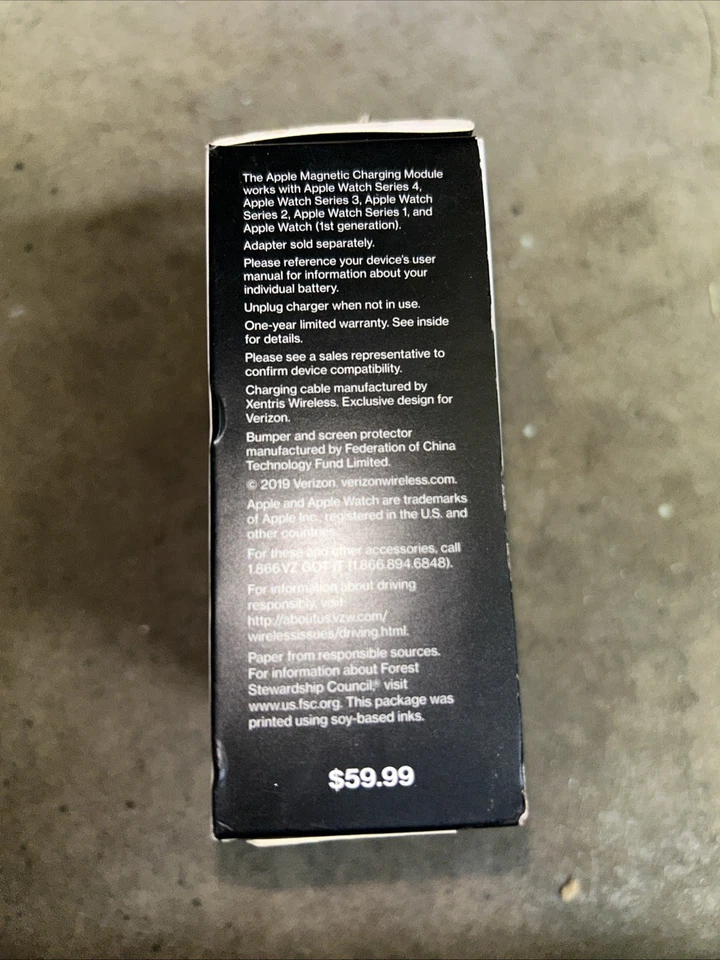 The Apple Magnetic Charging Module
works with Apple Watch Series 4,
Apple Watch Series 3, Apple Watch
Series 2, Apple Watch Series 1, and
Apple Watch (1st generation).
Adapter sold separately.
Please reference your device's user
manual for information about your
individual battery.
Unplug charger when not in use.
One-year limited warranty. See inside
for details.
Please see a sales representative to
confirm device compatibility.
Charging cable manufactured by
Xentris Wireless. Exclusive design for
Verizon.
Bumper and screen protector
manufactured by Federation of China
Technology Fund Limited.
© 2019 Verizon. verizonwireless.com.
Apple and Apple Watch are trademarks
of Apple Inc., registered in the U.S. and
other countries.
For these and other accessories, call
1.866.VZ GOT IT (1.866.894.6848).
For information about driving
responsibly, visit:
http://aboutus.vzw.com/
wirelessissues/driving.html.
Paper from responsible sources.
For information about Forest
Stewardship Council,® visit
www.us.fsc.org. This package was
printed using soy-based inks.
$59.99